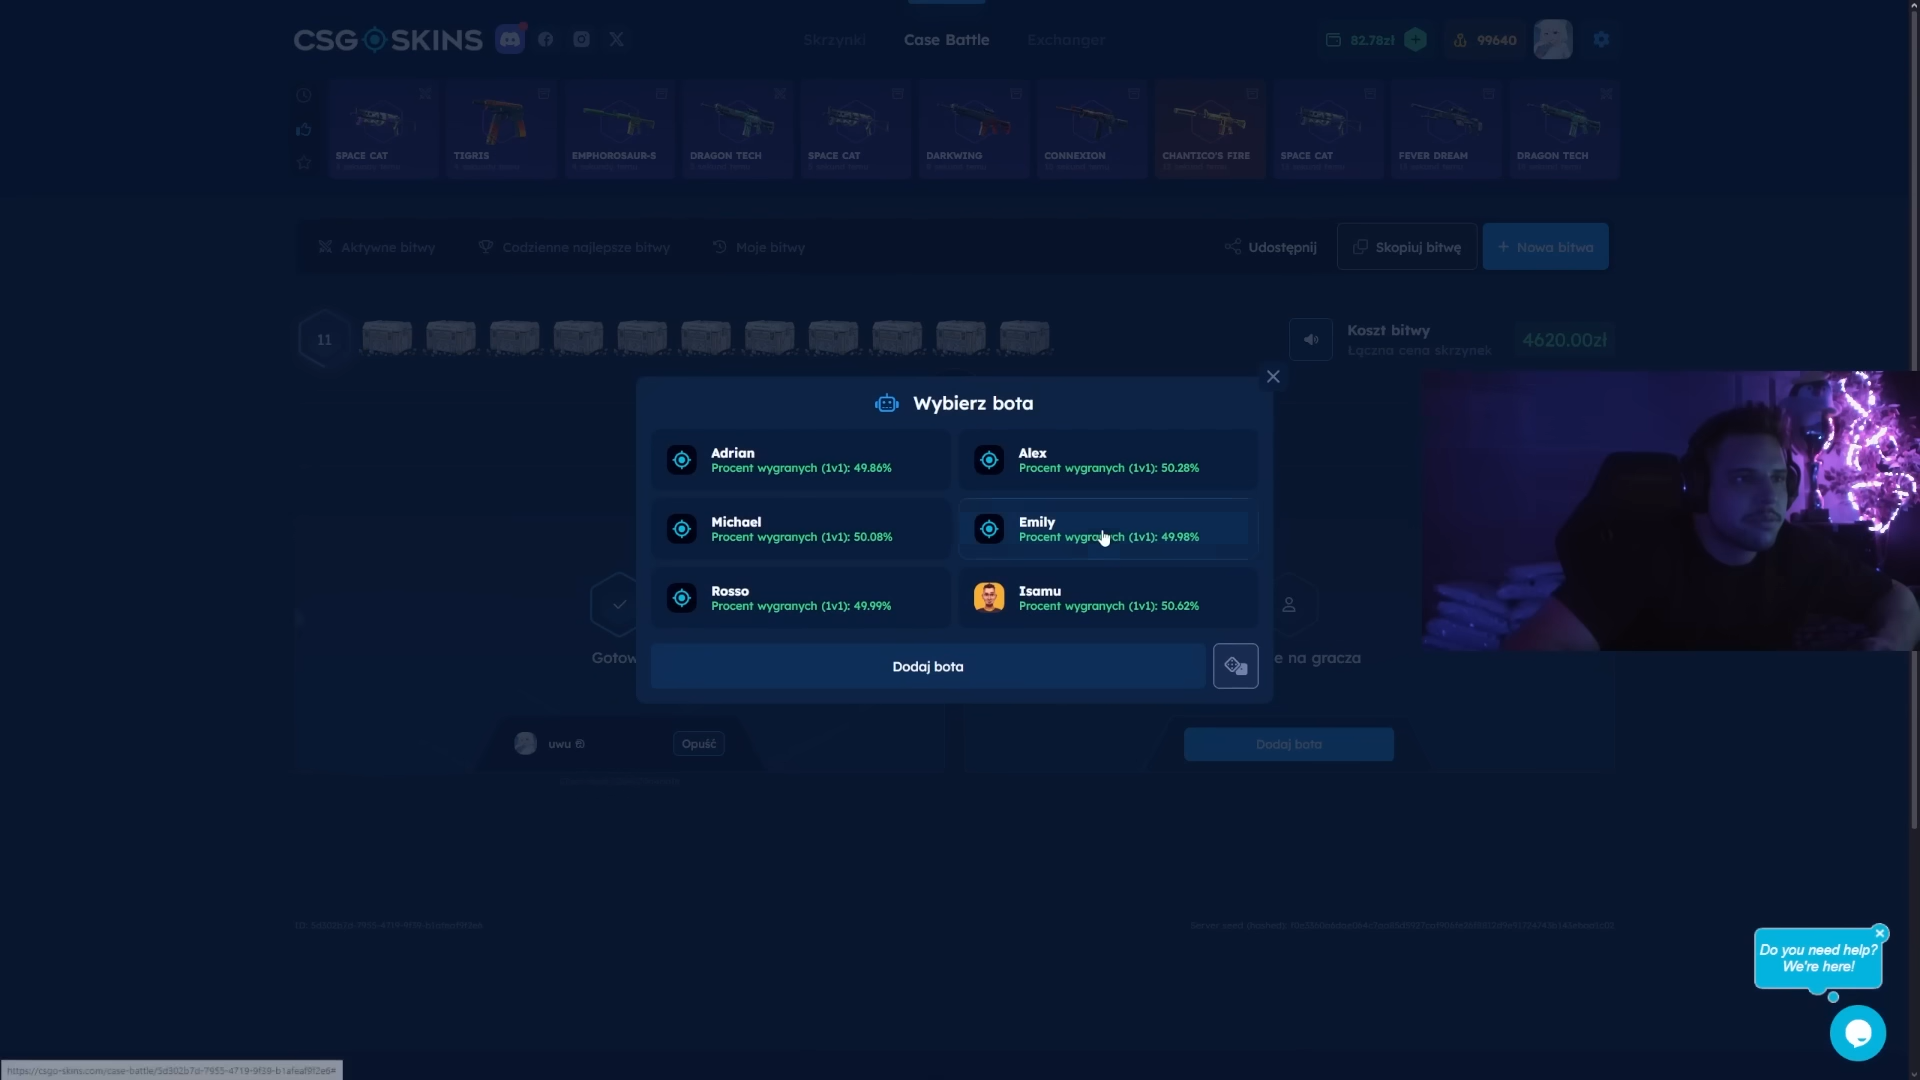 CSG SKINS
Skrzynki
Case Battle
Exchanger
82.78zł
99640
SPACE CAT
TIGRIS
EMPHOROSAUR-S
DRAGON TECH
SPACE CAT
DARKWING
CONNEXION
CHANTICO'S FIRE
SPACE CAT
FEVER DREAM
DRAGON TECH
Aktywne bitwy
Codzienne najlepsze bitwy
Moje bitwy
Udostępnij
Skopiuj bitwę
+ Nowa bitwa
11
Koszt bitwy
Łączna cena skrzynek
4620.00zł
Wybierz bota
Adrian
Procent wygranych (1v1): 49.86%
Alex
Procent wygranych (1v1): 50.28%
Michael
Procent wygranych (1v1): 50.08%
Emily
Procent wygranych (1v1): 49.98%
Rosso
Procent wygranych (1v1): 49.99%
Isamu
Procent wygranych (1v1): 50.62%
Gotow
e na gracza
Dodaj bota
uwu
Opuść
Dodaj bota
Do you need help?
We're here!